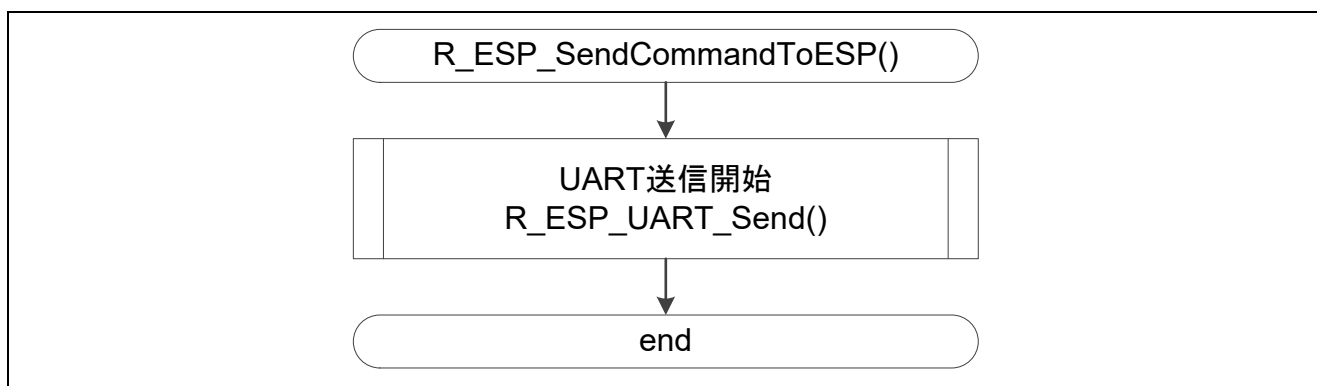 R_ESP_SendCommandToESP()
UART送信開始
R_ESP_UART_Send()
end